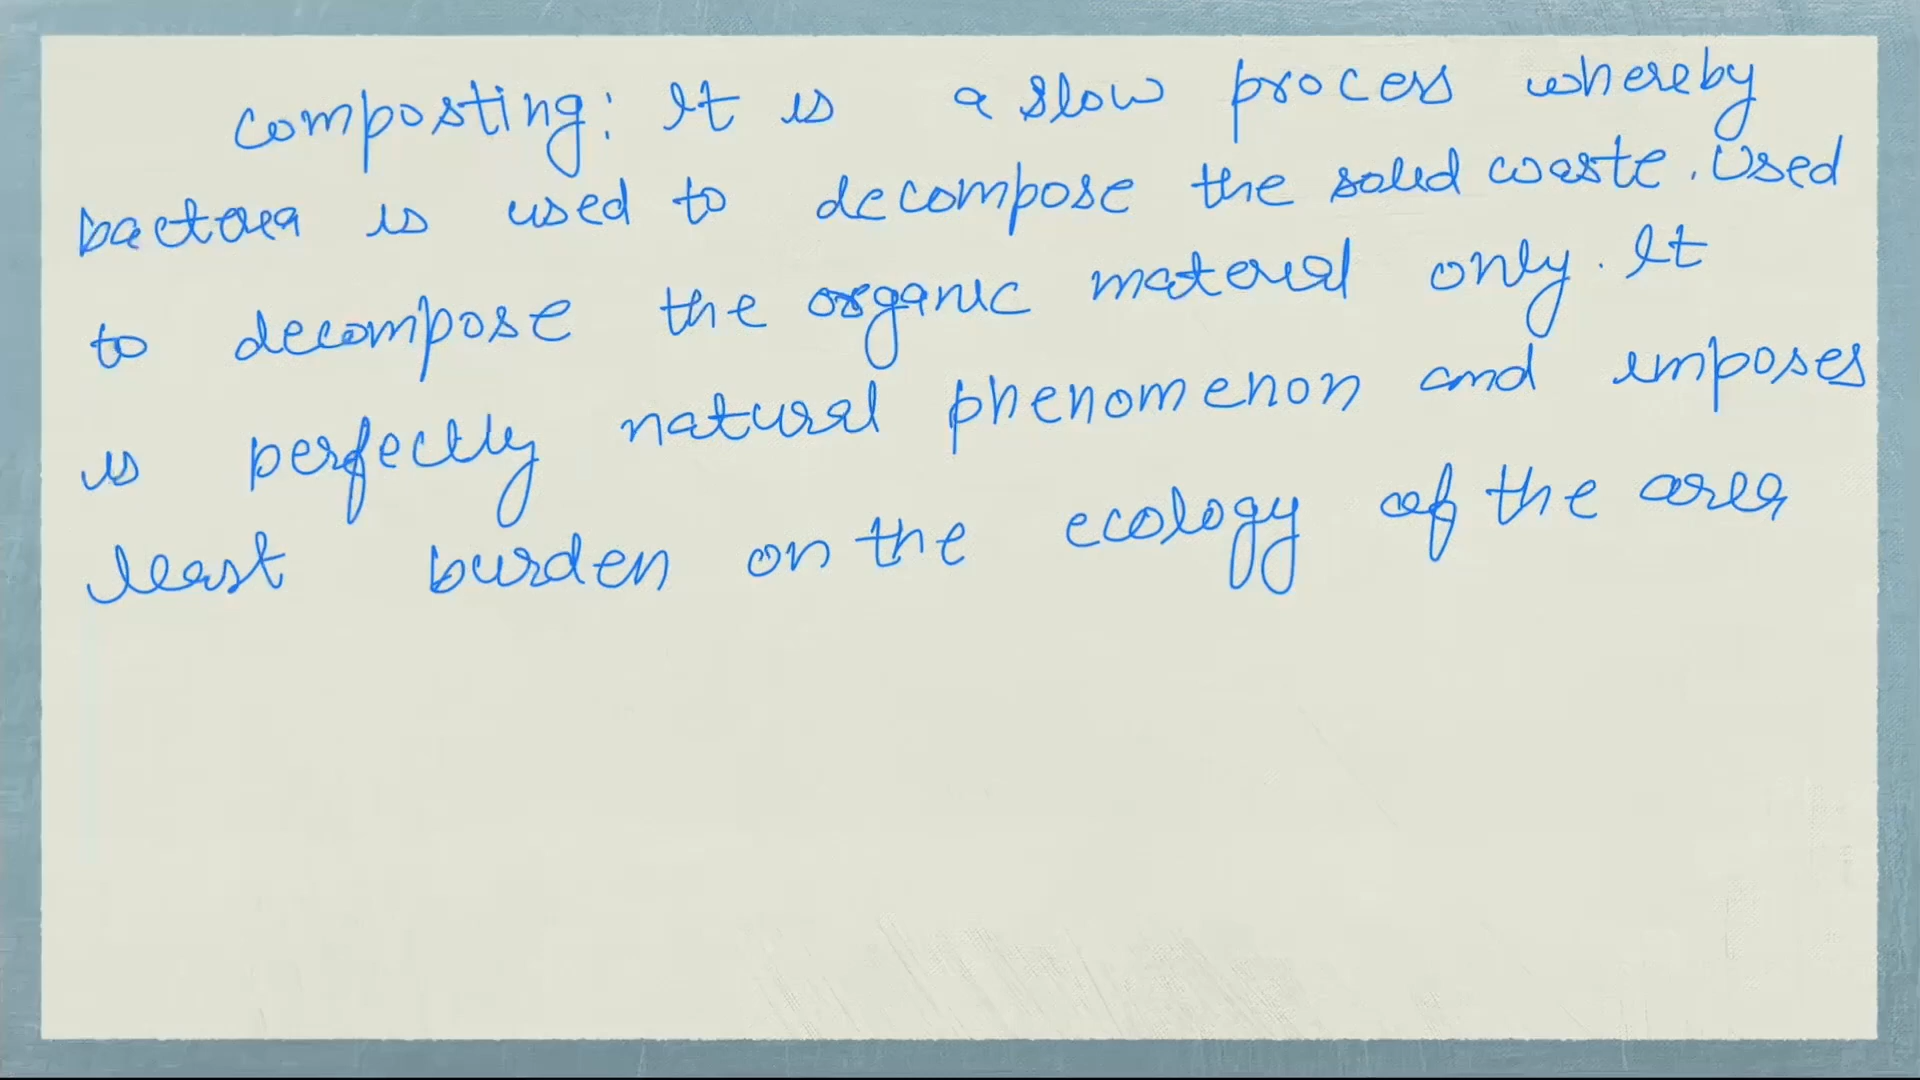 composting: It is a slow process whereby
bacteria is used to decompose the solid waste. Used
to decompose the organic material only. It
is perfectly natural phenomenon and imposes
least burden on the ecology of the area